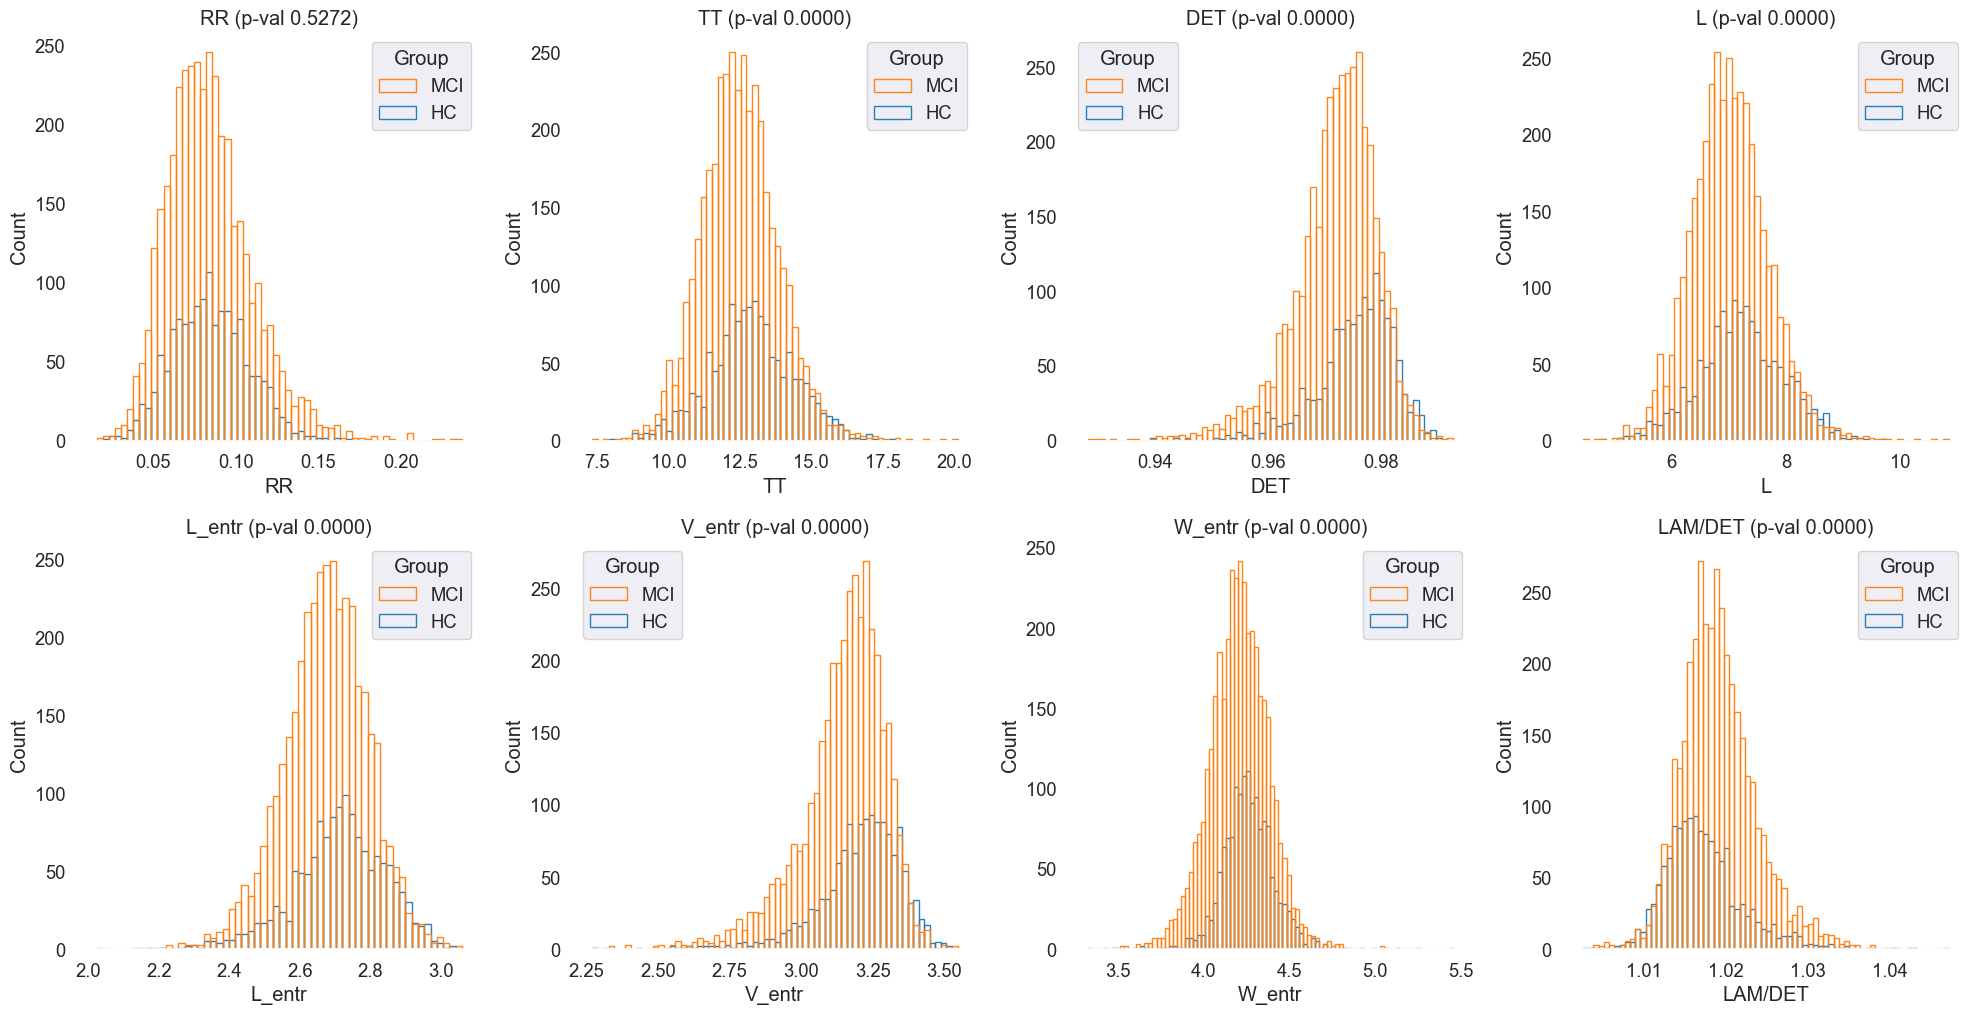 RR (p-val 0.5272)
Count
250
200
150
100
50
0
Group
MCI
HC
0.05 0.10 0.15 0.20
RR
TT (p-val 0.0000)
Count
250
200
150
100
50
0
Group
MCI
HC
7.5 10.0 12.5 15.0 17.5 20.0
TT
DET (p-val 0.0000)
Count
250
200
150
100
50
0
Group
MCI
HC
0.94 0.96 0.98
DET
L (p-val 0.0000)
Count
250
200
150
100
50
0
Group
MCI
HC
6 8 10
L
L_entr (p-val 0.0000)
Count
250
200
150
100
50
0
Group
MCI
HC
2.0 2.2 2.4 2.6 2.8 3.0
L_entr
V_entr (p-val 0.0000)
Count
250
200
150
100
50
0
Group
MCI
HC
2.25 2.50 2.75 3.00 3.25 3.50
V_entr
W_entr (p-val 0.0000)
Count
250
200
150
100
50
0
Group
MCI
HC
3.5 4.0 4.5 5.0 5.5
W_entr
LAM/DET (p-val 0.0000)
Count
250
200
150
100
50
0
Group
MCI
HC
1.01 1.02 1.03 1.04
LAM/DET